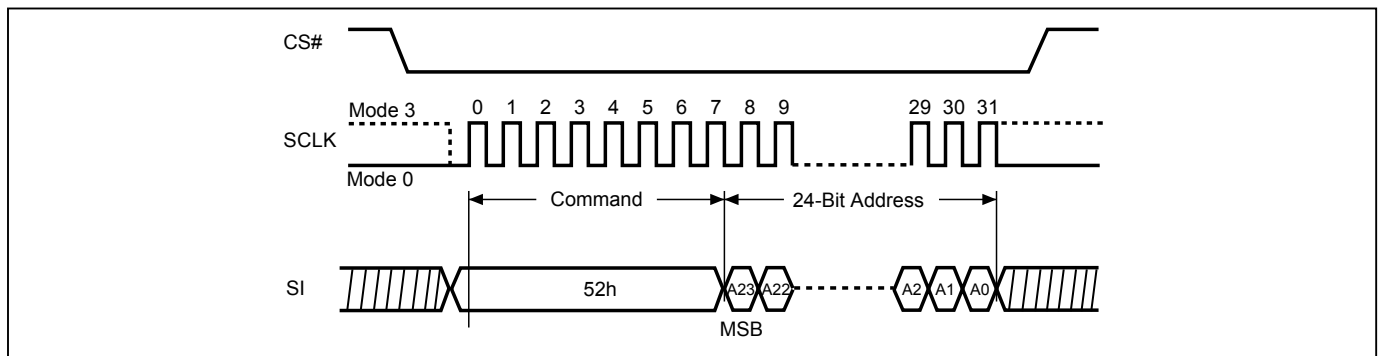 CS#
Mode 3
0 1 2 3 4 5 6 7 8 9 29 30 31
SCLK
Mode 0
Command 24-Bit Address
SI 52h A23 A22 A2 A1 A0
MSB